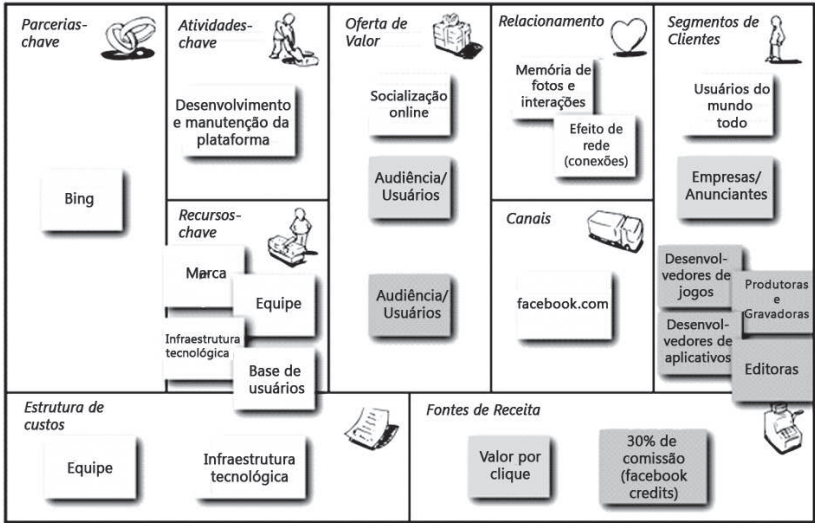 Parcerias-
chave
Bing
Atividades-
chave
Desenvolvimento
e manutenção da
plataforma
Recursos-
chave
Marca
Equipe
Infraestrutura
tecnológica
Base de
usuários
Oferta de
Valor
Socialização
online
Audiência/
Usuários
Audiência/
Usuários
Relacionamento
Memória de
fotos e
interações
Efeito de
rede
(conexões)
Canais
facebook.com
Segmentos de
Clientes
Usuários do
mundo
todo
Empresas/
Anunciantes
Desenvol-
vedores de
jogos
Produtoras
e
Gravadoras
Desenvol-
vedores de
aplicativos
Editoras
Estrutura de
custos
Equipe
Infraestrutura
tecnológica
Fontes de Receita
Valor por
clique
30% de
comissão
(facebook
credits)